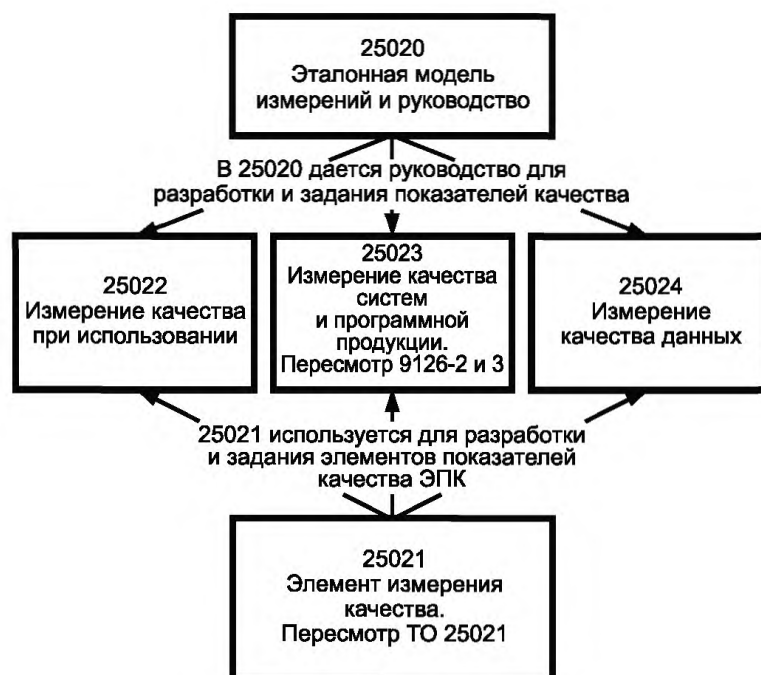 25020
Эталонная модель
измерений и руководство
В 25020 дается руководство для
разработки и задания показателей качества
25022
Измерение качества
при использовании
25023
Измерение качества
систем
и программной
продукции.
Пересмотр 9126-2 и 3
25024
Измерение
качества данных
25021 используется для разработки
и задания элементов показателей
качества ЭПК
25021
Элемент измерения
качества.
Пересмотр ТО 25021